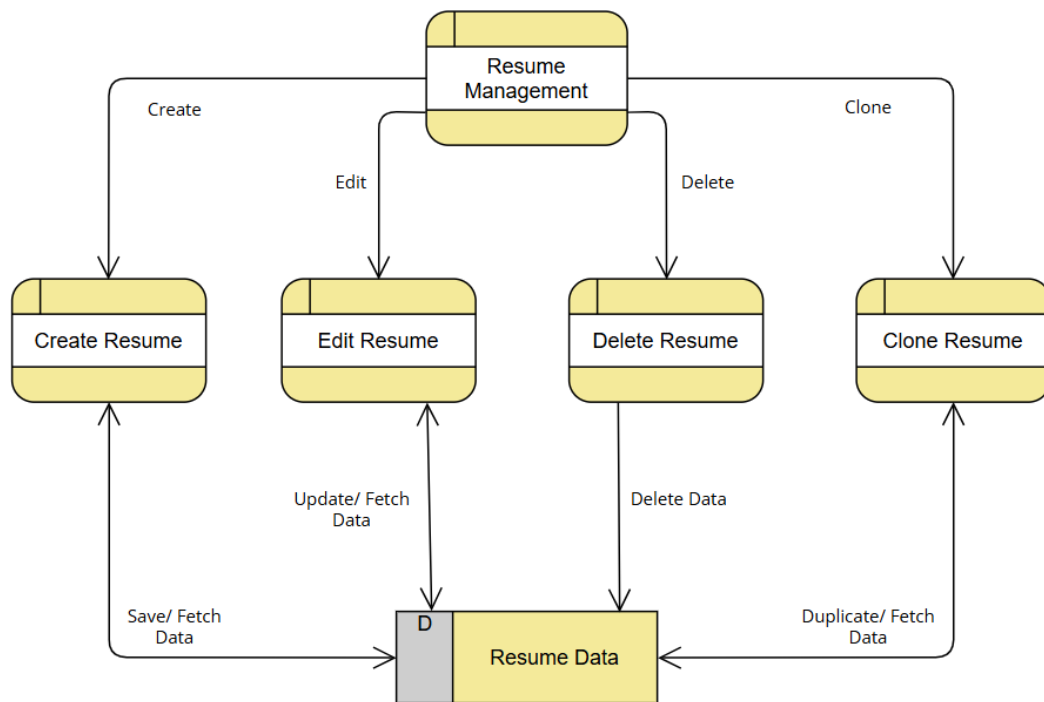 Resume
Management
Create
Clone
Edit
Delete
Create Resume
Edit Resume
Delete Resume
Clone Resume
Update/ Fetch
Data
Delete Data
Save/ Fetch
Data
Duplicate/ Fetch
Data
D
Resume Data